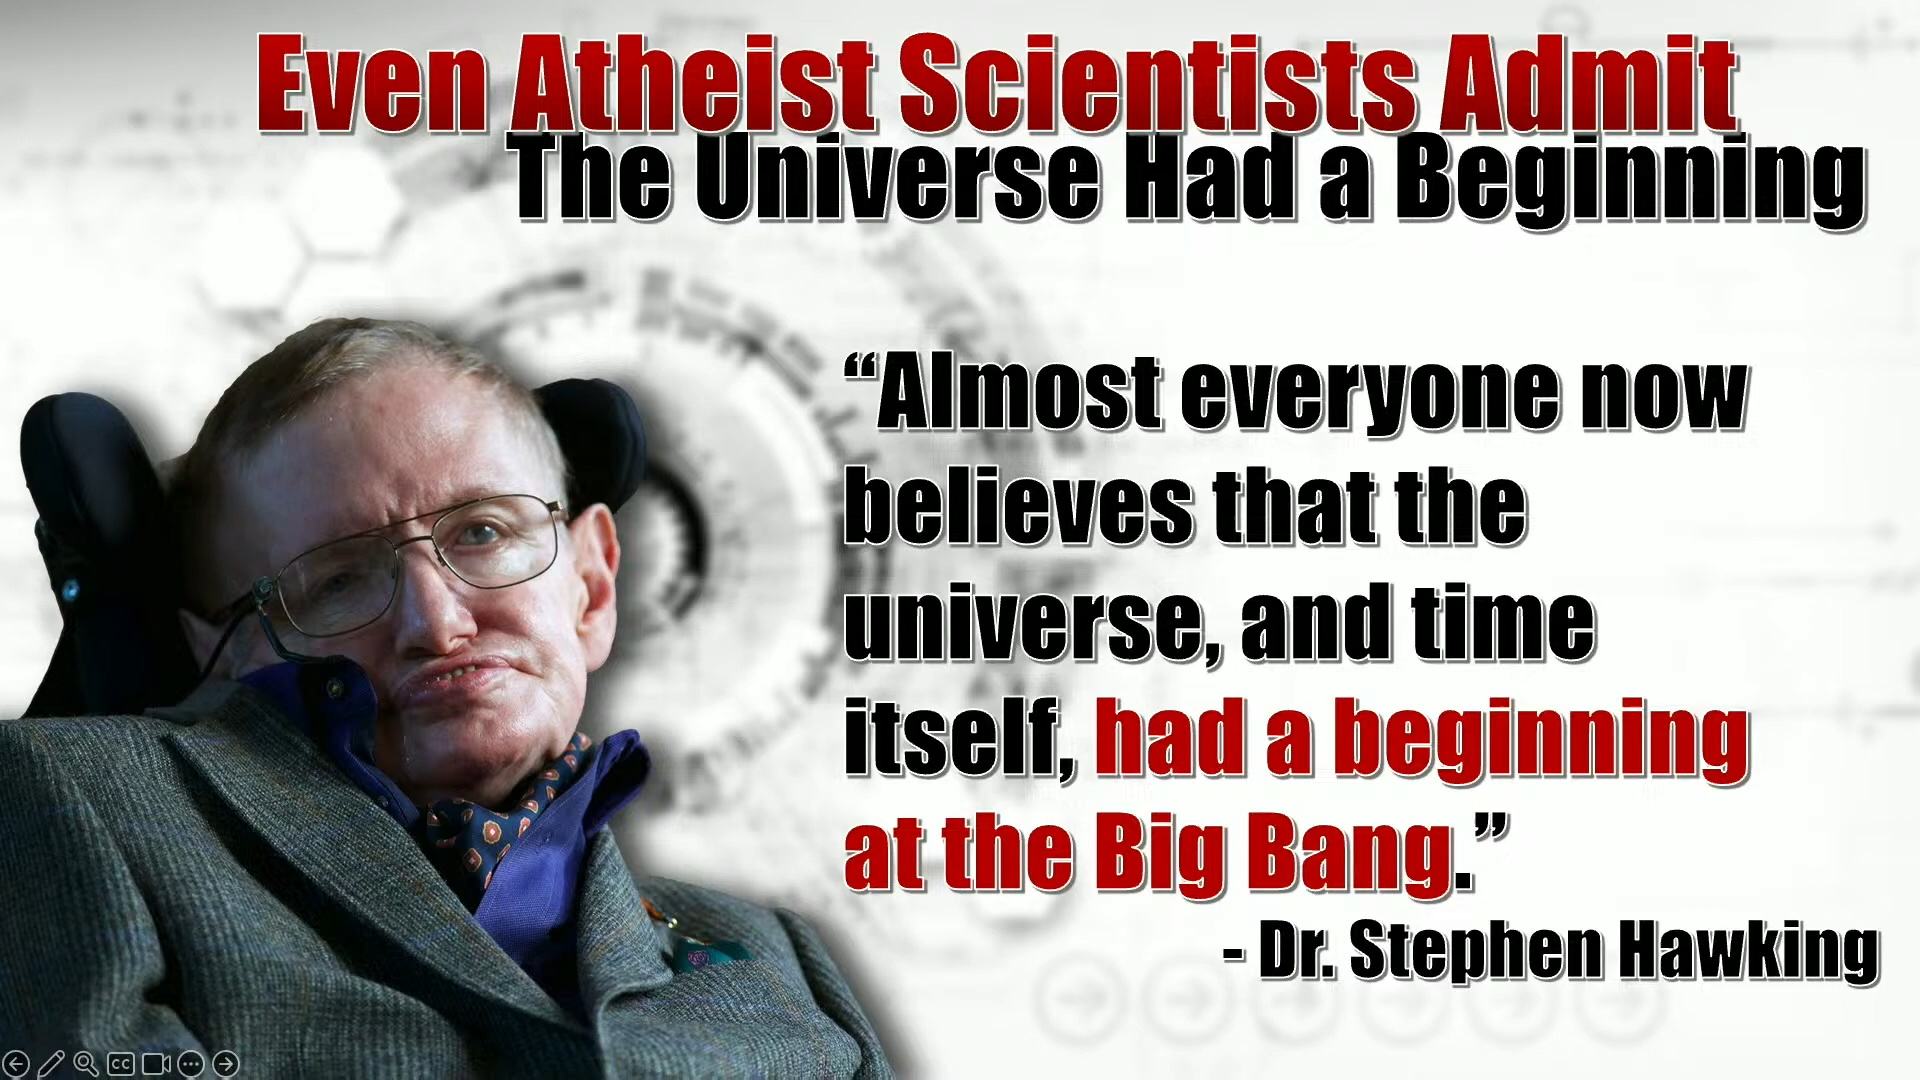 Even Atheist Scientists Admit
The Universe Had a Beginning
“Almost everyone now
believes that the
universe, and time
itself, had a beginning
at the Big Bang.”
- Dr. Stephen Hawking
CC